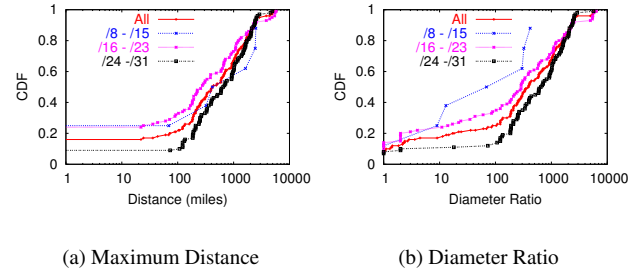 All
/8 - /15
/16 - /23
/24 -/31
CDF
1
0.8
0.6
0.4
0.2
0
1 10 100 1000 10000
Distance (miles)
(a) Maximum Distance
All
/8 - /15
/16 - /23
/24 -/31
CDF
1
0.8
0.6
0.4
0.2
0
1 10 100 1000 10000
Diameter Ratio
(b) Diameter Ratio